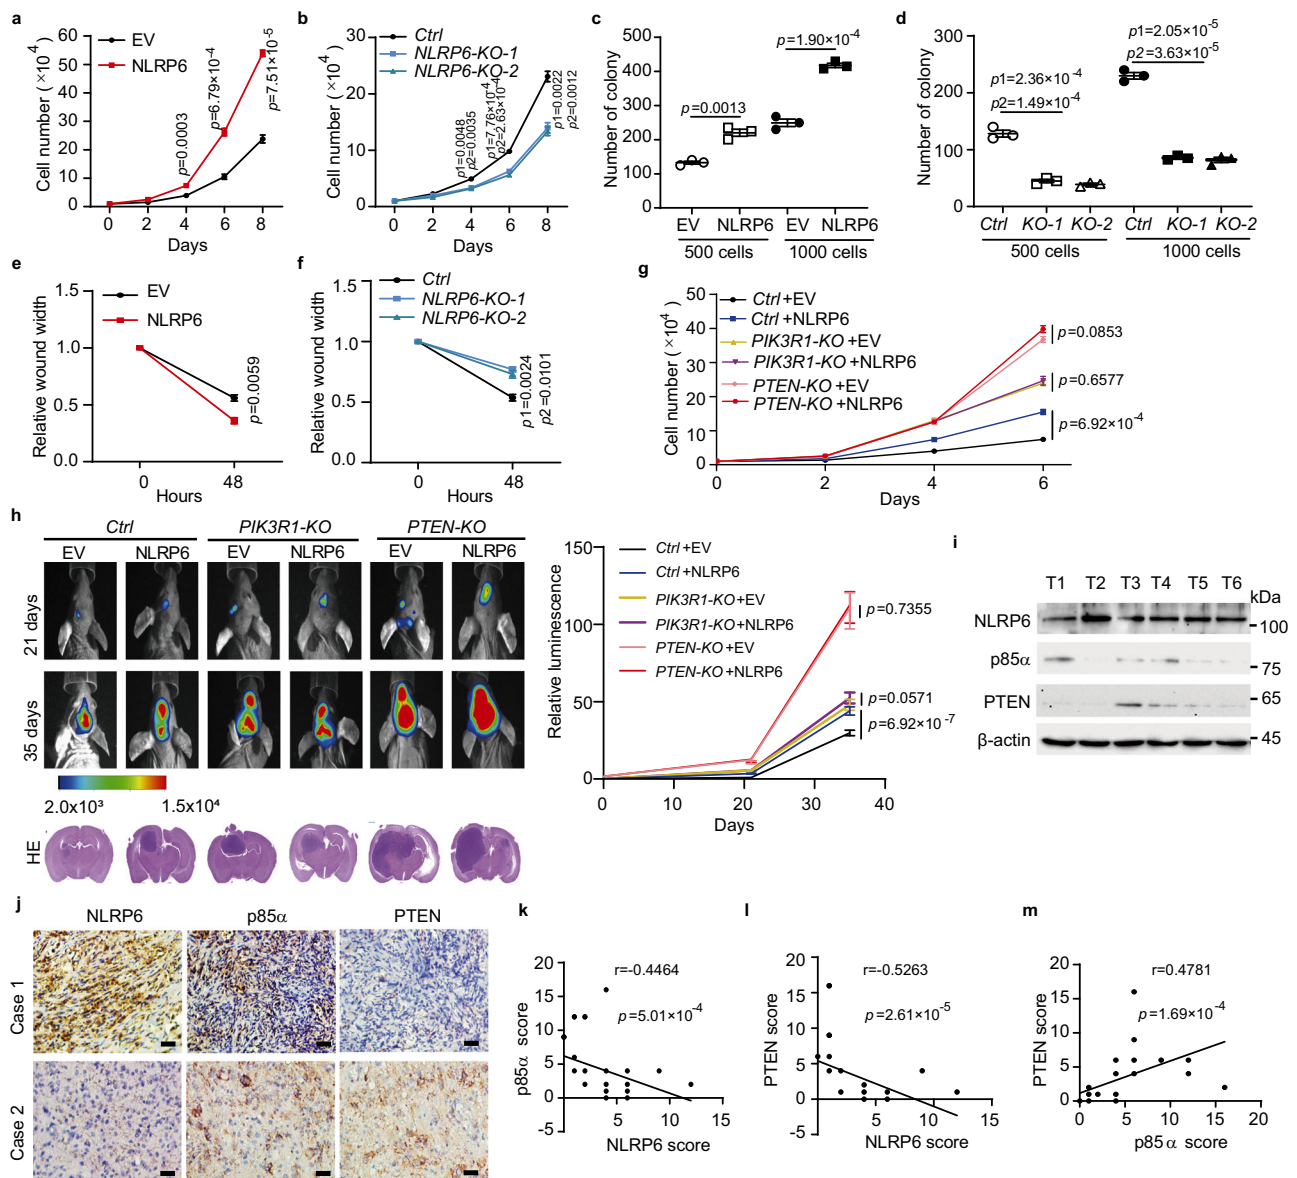 a
Cell number (×10⁴)
60
50
40
30
20
10
0
EV
NLRP6
p=0.0003
p=6.79×10⁻⁴
p=7.51×10⁻⁵
0 2 4 6 8
Days
b
Cell number (×10⁴)
30
20
10
0
Ctrl
NLRP6-KO-1
NLRP6-KO-2
p1=0.0048
p2=0.0035
p1=7.76×10⁻⁴
p2=2.63×10⁻⁴
p1=0.0022
p2=0.0012
0 2 4 6 8
Days
c
Number of colony
500
400
300
200
100
0
p=0.0013
p=1.90×10⁻⁴
EV NLRP6 EV NLRP6
500 cells 1000 cells
d
Number of colony
300
200
100
0
p1=2.36×10⁻⁴
p2=1.49×10⁻⁴
p1=2.05×10⁻⁵
p2=3.63×10⁻⁵
Ctrl KO-1 KO-2 Ctrl KO-1 KO-2
500 cells 1000 cells
e
Relative wound width
1.5
1.0
0.5
0.0
EV
NLRP6
p=0.0059
0 48
Hours
f
Relative wound width
1.5
1.0
0.5
0.0
Ctrl
NLRP6-KO-1
NLRP6-KO-2
p1=0.0024
p2=0.0101
0 48
Hours
g
Cell number (×10⁴)
50
40
30
20
10
0
Ctrl+EV
Ctrl+NLRP6
PIK3R1-KO+EV
PIK3R1-KO+NLRP6
PTEN-KO+EV
PTEN-KO+NLRP6
p=0.0853
p=0.6577
p=6.92×10⁻⁴
0 2 4 6
Days
h
Ctrl PIK3R1-KO PTEN-KO
EV NLRP6 EV NLRP6 EV NLRP6
21 days
35 days
2.0x10³ 1.5x10⁴
HE
Relative luminescence
150
100
50
0
Ctrl+EV
Ctrl+NLRP6
PIK3R1-KO+EV
PIK3R1-KO+NLRP6
PTEN-KO+EV
PTEN-KO+NLRP6
p=0.7355
p=0.0571
p=6.92×10⁻⁷
0 10 20 30 40
Days
i
T1 T2 T3 T4 T5 T6
kDa
NLRP6 100
p85α 75
PTEN 65
β-actin 45
j
NLRP6 p85α PTEN
Case 1
Case 2
k
p85α score
20
15
10
5
0
-5
r=-0.4464
p=5.01×10⁻⁴
5 10 15
NLRP6 score
l
PTEN score
20
15
10
5
0
-5
r=-0.5263
p=2.61×10⁻⁵
5 10 15
NLRP6 score
m
PTEN score
20
15
10
5
0
r=0.4781
p=1.69×10⁻⁴
0 5 10 15 20
p85α score